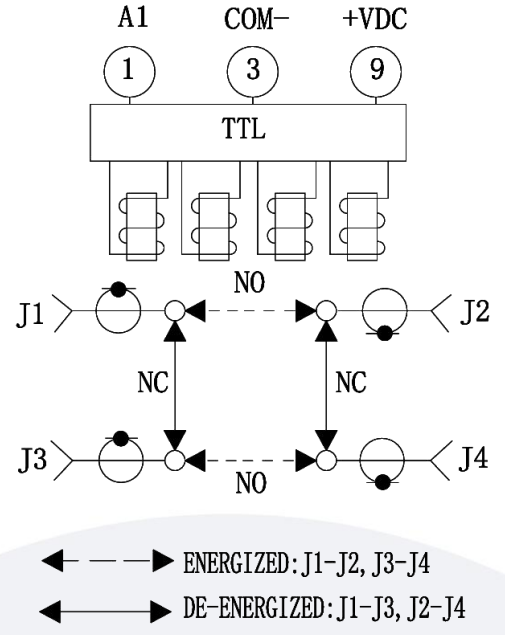 A1 COM- +VDC
1 3 9
TTL
NO
J1 J2
NC NC
J3 J4
NO
ENERGIZED:J1-J2,J3-J4
DE-ENERGIZED:J1-J3,J2-J4